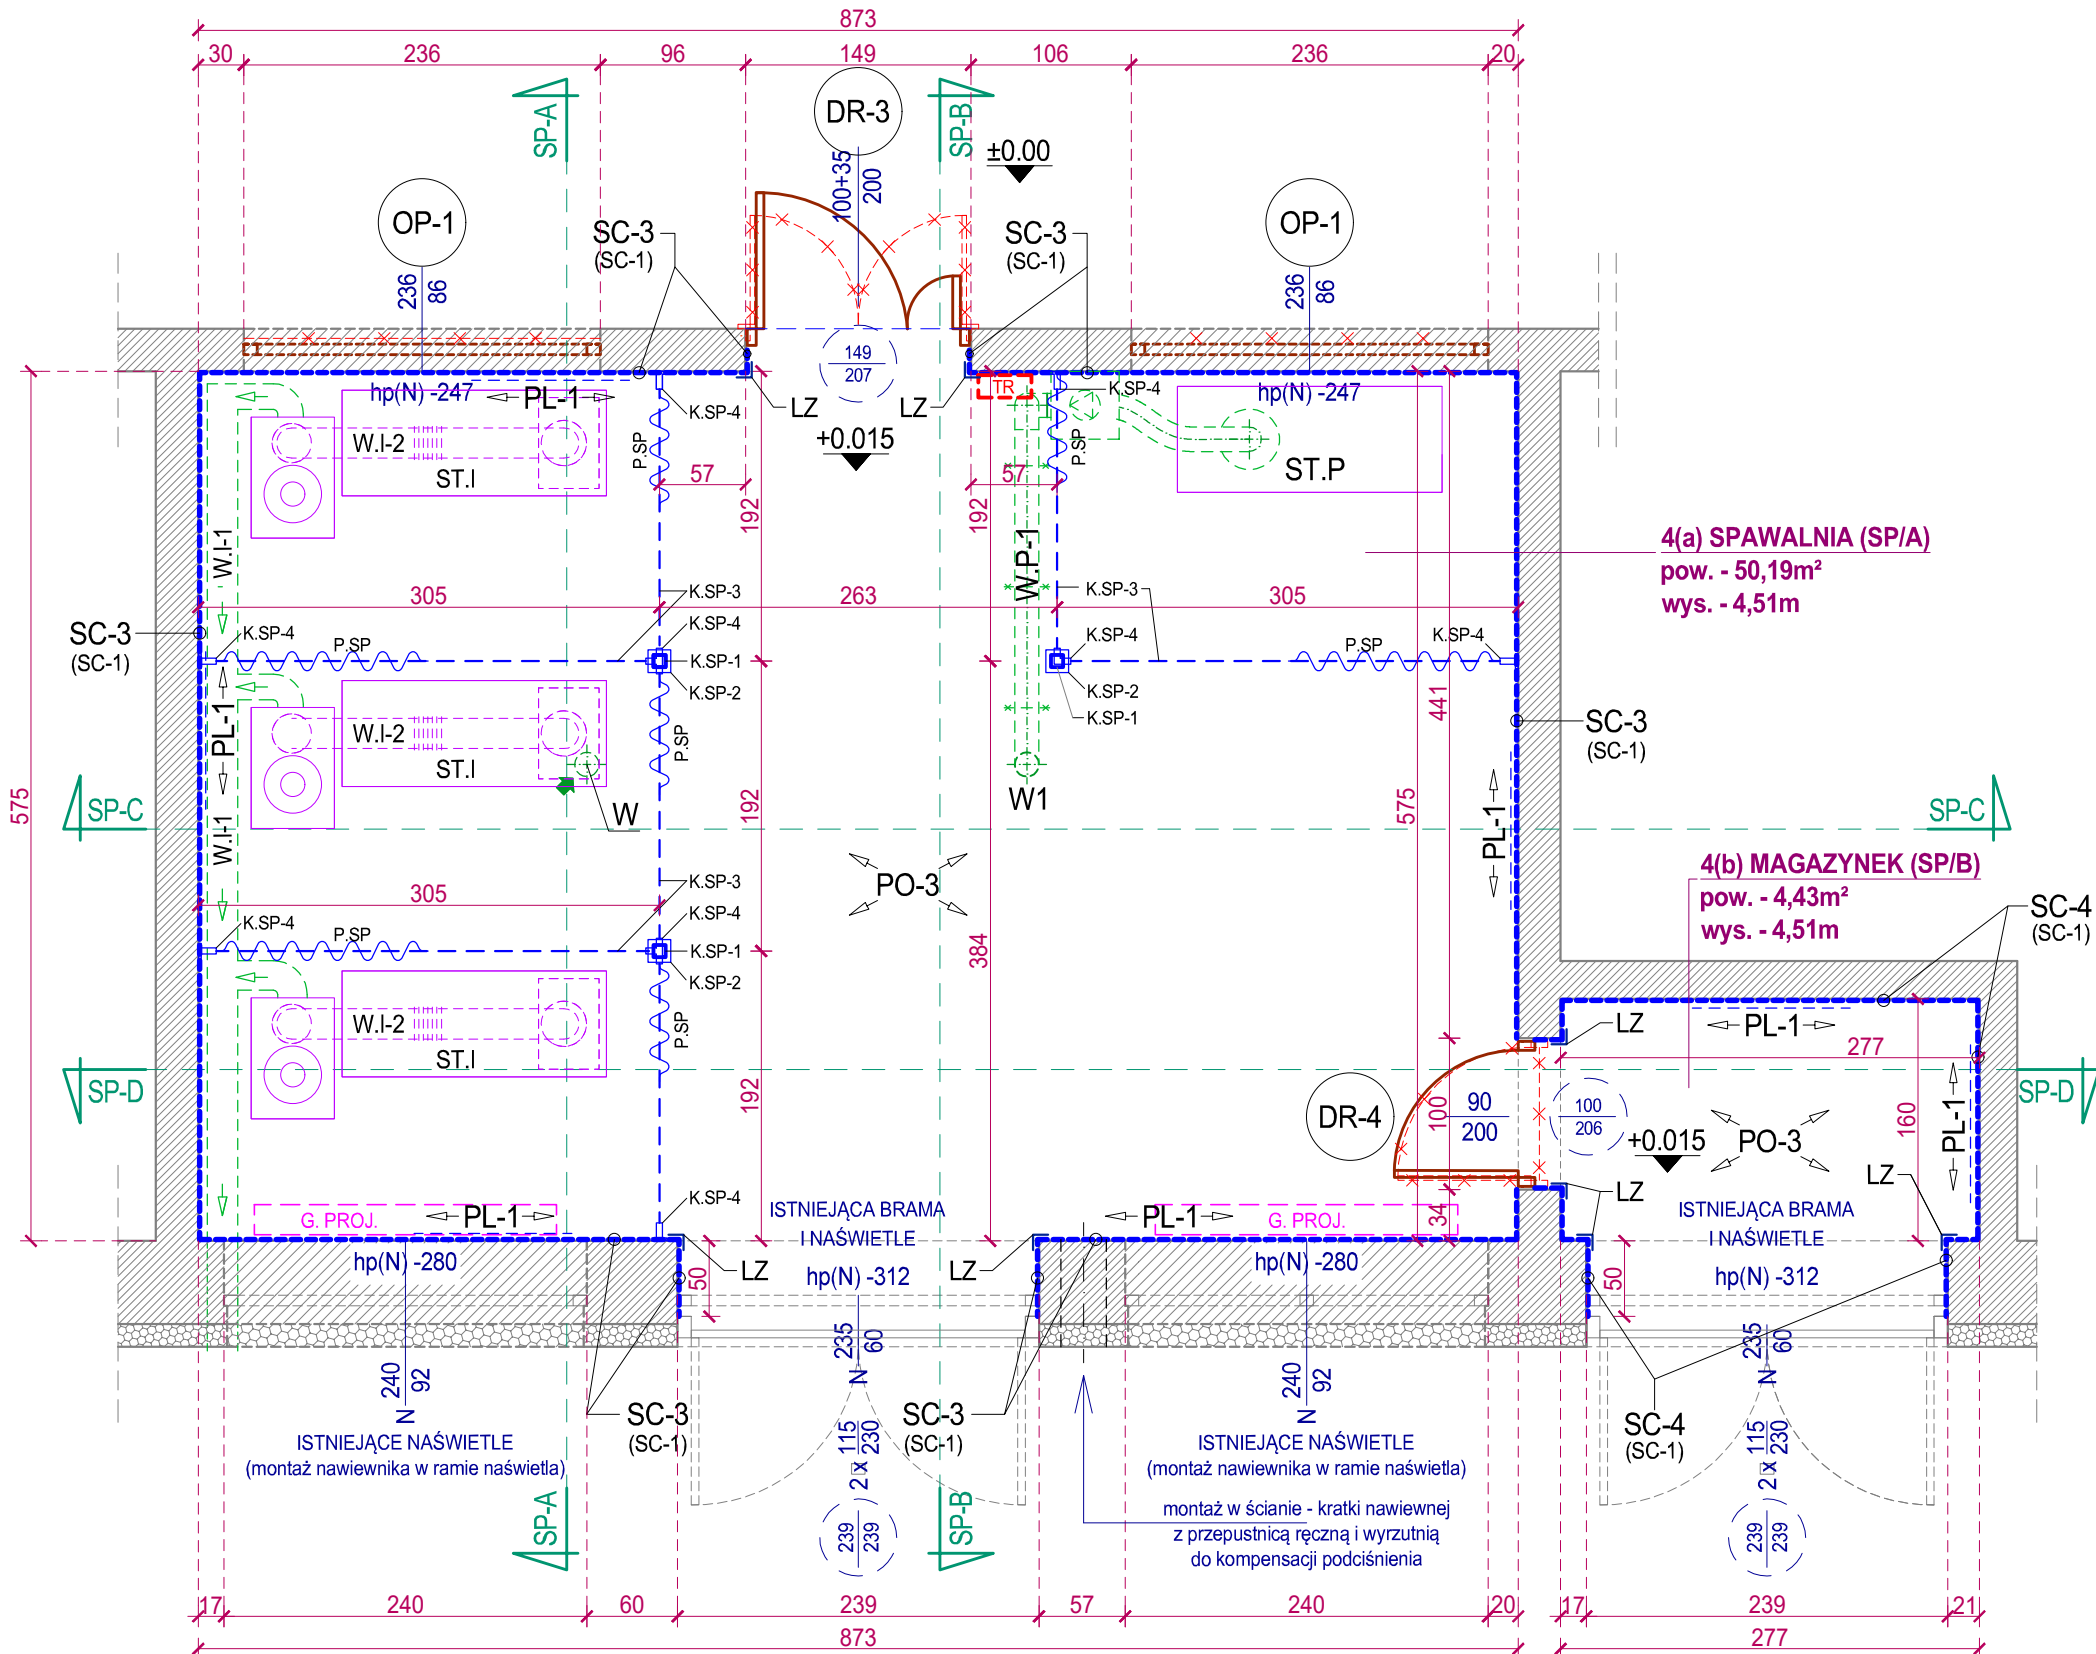 873
30 236 96 149 106 236 20
SP-A
DR-3
SP-B
100+35
200
±0.00
OP-1
236
86
SC-3
(SC-1)
SC-3
(SC-1)
OP-1
236
86
149
207
hp(N) -247
PL-1
W.I-2
ST.I
K.SP-4
P.SP
57
LZ
LZ
+0.015
192
TR
K.SP-4
P.SP
57
192
hp(N) -247
ST.P
W.I-1
W.P-1
4(a) SPAWALNIA (SP/A)
pow. - 50,19m²
wys. - 4,51m
305
K.SP-3
263
K.SP-3
305
SC-3
(SC-1)
K.SP-4
P.SP
K.SP-4
K.SP-1
K.SP-2
K.SP-4
K.SP-2
K.SP-1
P.SP
K.SP-4
441
SC-3
(SC-1)
PL-1
W.I-2
ST.I
P.SP
W
W1
575
SP-C
W.I-1
192
575
PL-1
SP-C
4(b) MAGAZYNEK (SP/B)
pow. - 4,43m²
wys. - 4,51m
305
K.SP-3
PO-3
K.SP-4
P.SP
K.SP-4
K.SP-1
K.SP-2
384
SC-4
(SC-1)
W.I-2
ST.I
P.SP
LZ
PL-1
277
SP-D
192
DR-4
100
90
200
100
206
+0.015
PO-3
160
PL-1
SP-D
LZ
LZ
G. PROJ.
PL-1
K.SP-4
ISTNIEJĄCA BRAMA
I NAŚWIETLE
hp(N) -312
PL-1
G. PROJ.
34
ISTNIEJĄCA BRAMA
I NAŚWIETLE
hp(N) -312
hp(N) -280
50
LZ
LZ
hp(N) -280
50
240
92
N
235
60
N
240
92
N
235
60
N
ISTNIEJĄCE NAŚWIETLE
(montaż nawiewnika w ramie naświetla)
SC-3
(SC-1)
2 x 115
230
SC-3
(SC-1)
ISTNIEJĄCE NAŚWIETLE
(montaż nawiewnika w ramie naświetla)
SC-4
(SC-1)
2 x 115
230
SP-A
239
239
SP-B
montaż w ścianie - kratki nawiewnej
z przepustnicą ręczną i wyrzutnią
do kompensacji podciśnienia
239
239
17 240 60 239 57 240 20 17 239 21
873 277